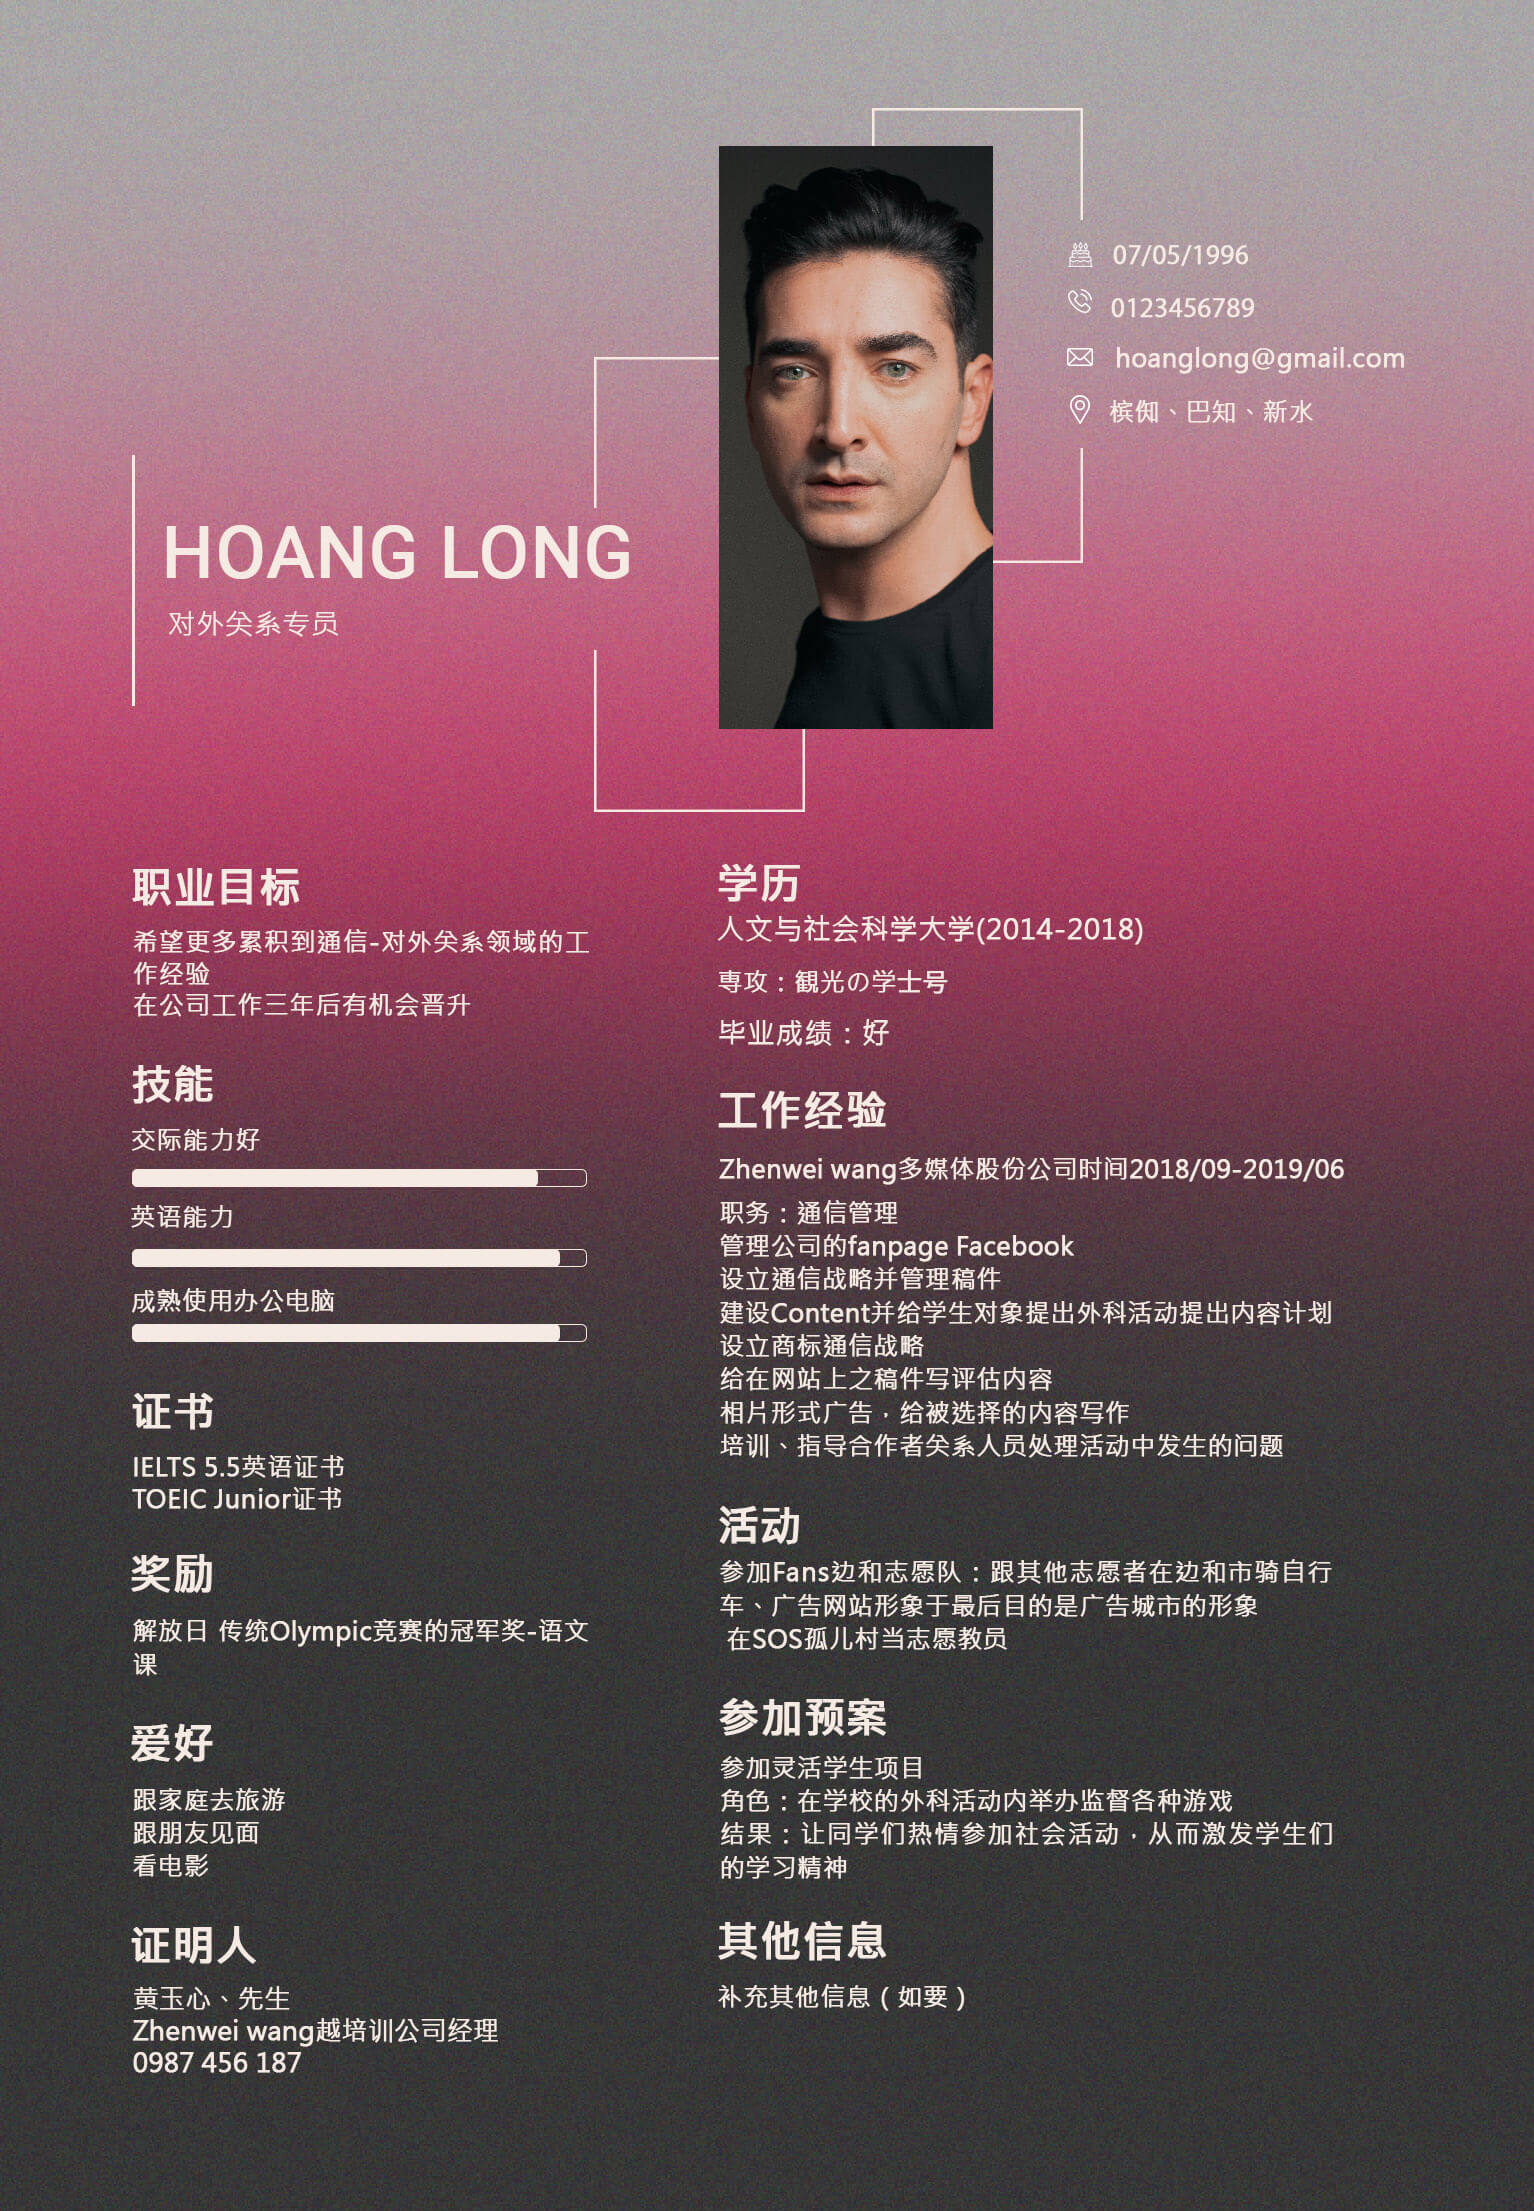 07/05/1996
0123456789
hoanglong@gmail.com
槟侚、巴知、新水
HOANG LONG
对外关系专员
职业目标
希望更多累积到通信-对外关系领域的工
作经验
在公司工作三年后有机会晋升
技能
交际能力好
英语能力
成熟使用办公电脑
证书
IELTS 5.5英语证书
TOEIC Junior证书
奖励
解放日 传统Olympic竞赛的冠军奖-语文
课
爱好
跟家庭去旅游
跟朋友见面
看电影
证明人
黄玉心、先生
Zhenwei wang越培训公司经理
0987 456 187
学历
人文与社会科学大学(2014-2018)
専攻：観光の学士号
毕业成绩：好
工作经验
Zhenwei wang多媒体股份公司时间2018/09-2019/06
职务：通信管理
管理公司的fanpage Facebook
设立通信战略并管理稿件
建设Content并给学生对象提出外科活动提出内容计划
设立商标通信战略
给在网站上之稿件写评估内容
相片形式广告，给被选择的内容写作
培训、指导合作者关系人员处理活动中发生的问题
活动
参加Fans边和志愿队：跟其他志愿者在边和市骑自行
车、广告网站形象于最后目的是广告城市的形象
在SOS孤儿村当志愿教员
参加预案
参加灵活学生项目
角色：在学校的外科活动内举办监督各种游戏
结果：让同学们热情参加社会活动，从而激发学生们
的学习精神
其他信息
补充其他信息（如要）